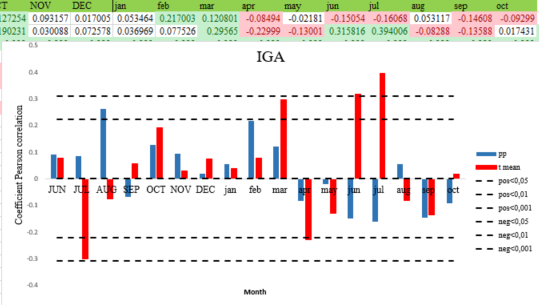 CT NOV DEC jan feb mar apr may jun jul aug sep oct
127254 0.093157 0.017005 0.053464 0.217003 0.120801 -0.08494 -0.02181 -0.15054 -0.16068 0.053117 -0.14608 -0.09299
190231 0.030088 0.072578 0.036969 0.077526 0.29565 -0.22999 -0.13001 0.315816 0.394006 -0.08288 -0.13588 0.017431
IGA
Coefficient Pearson correlation
0.5
0.4
0.3
0.2
0.1
0
-0.1
-0.2
-0.3
-0.4
JUN JUL AUG SEP OCT NOV DEC jan feb mar apr may jun jul aug sep oct
Month
pp
t mean
pos<0,05
pos<0,01
pos<0,001
neg<0,05
neg<0,01
neg<0,001